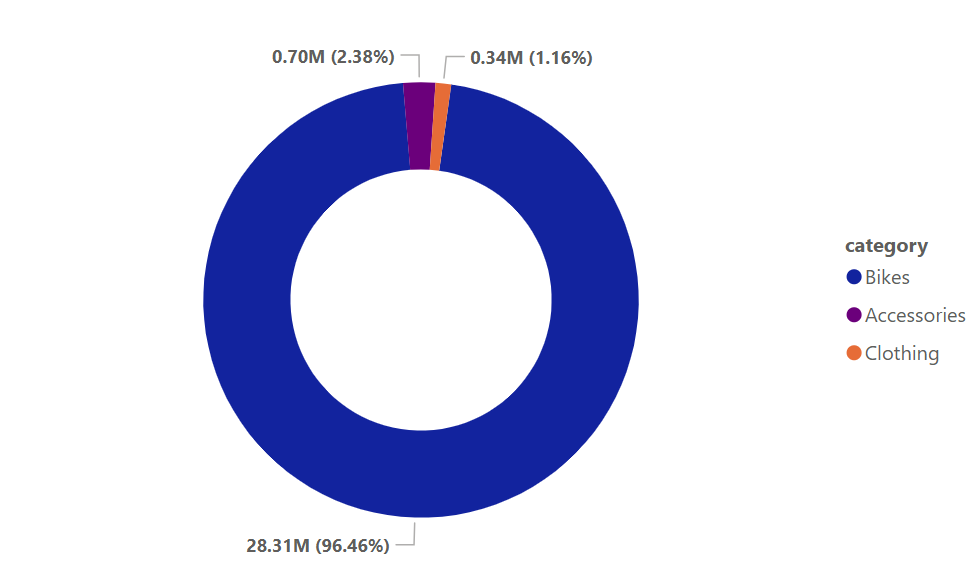 0.70M (2.38%)
0.34M (1.16%)
category
Bikes
Accessories
Clothing
28.31M (96.46%)